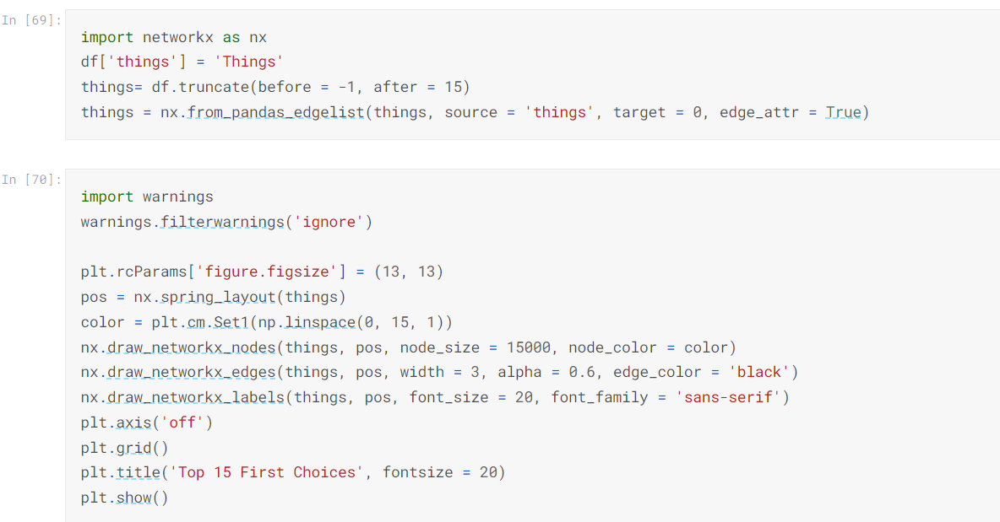 In [69]:
import networkx as nx
df['things'] = 'Things'
things= df.truncate(before = -1, after = 15)
things = nx.from_pandas_edgelist(things, source = 'things', target = 0, edge_attr = True)
In [70]:
import warnings
warnings.filterwarnings('ignore')
plt.rcParams['figure.figsize'] = (13, 13)
pos = nx.spring_layout(things)
color = plt.cm.Set1(np.linspace(0, 15, 1))
nx.draw_networkx_nodes(things, pos, node_size = 15000, node_color = color)
nx.draw_networkx_edges(things, pos, width = 3, alpha = 0.6, edge_color = 'black')
nx.draw_networkx_labels(things, pos, font_size = 20, font_family = 'sans-serif')
plt.axis('off')
plt.grid()
plt.title('Top 15 First Choices', fontsize = 20)
plt.show()